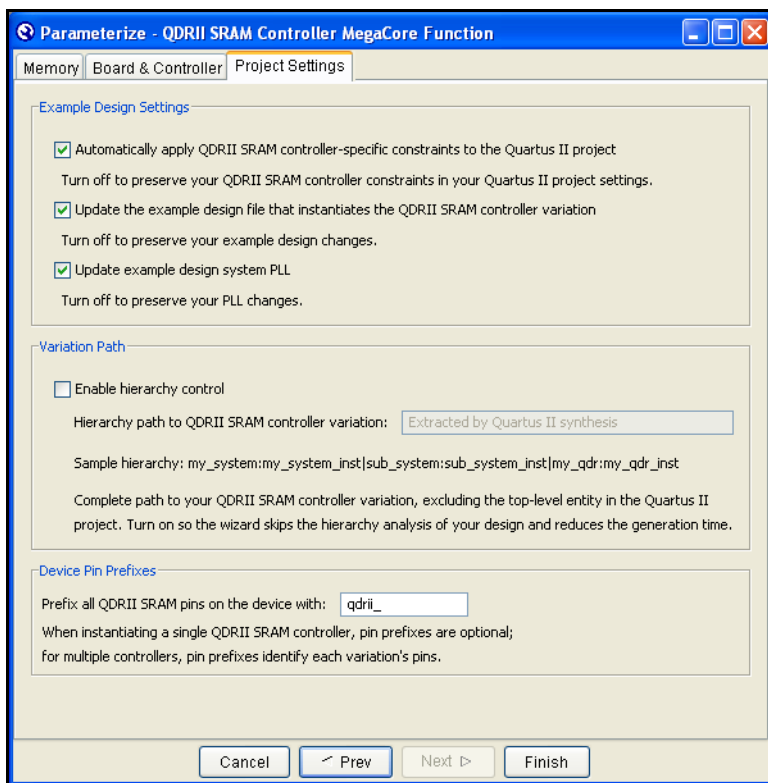 Parameterize - QDRII SRAM Controller MegaCore Function
Memory Board & Controller Project Settings
Example Design Settings
Automatically apply QDRII SRAM controller-specific constraints to the Quartus II project
Turn off to preserve your QDRII SRAM controller constraints in your Quartus II project settings.
Update the example design file that instantiates the QDRII SRAM controller variation
Turn off to preserve your example design changes.
Update example design system PLL
Turn off to preserve your PLL changes.
Variation Path
Enable hierarchy control
Hierarchy path to QDRII SRAM controller variation: Extracted by Quartus II synthesis
Sample hierarchy: my_system:my_system_inst|sub_system:sub_system_inst|my_qdr:my_qdr_inst
Complete path to your QDRII SRAM controller variation, excluding the top-level entity in the Quartus II
project. Turn on so the wizard skips the hierarchy analysis of your design and reduces the generation time.
Device Pin Prefixes
Prefix all QDRII SRAM pins on the device with: qdrii_
When instantiating a single QDRII SRAM controller, pin prefixes are optional;
for multiple controllers, pin prefixes identify each variation's pins.
Cancel Prev Next Finish